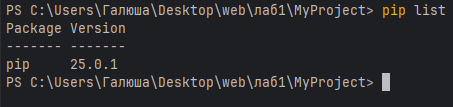 PS C:\Users\Галюша\Desktop\web\лаб1\MyProject> pip list
Package Version
------- -------
pip     25.0.1
PS C:\Users\Галюша\Desktop\web\лаб1\MyProject>